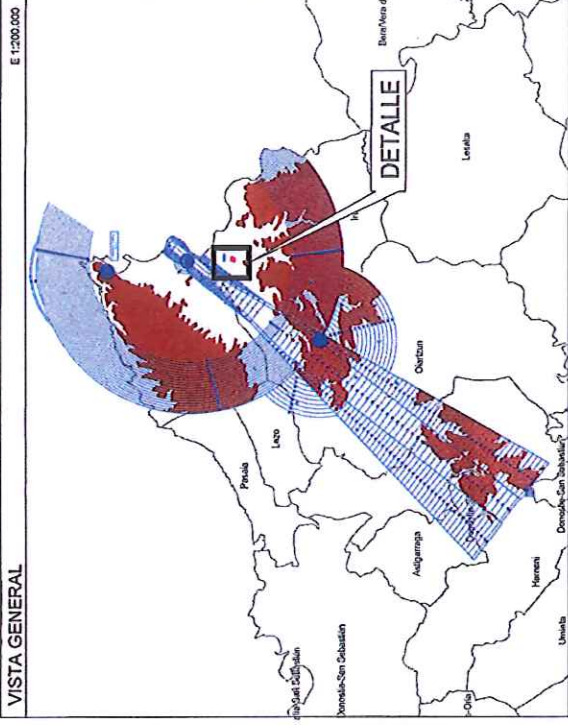 VISTA GENERAL
E 1:200.000
DETALLE
Lesaka
Oiartzun
Lezo
Pasaia
Astigarraga
Hernani
Urnieta
Donostia-San Sebastián
Donostia-San Sebastián